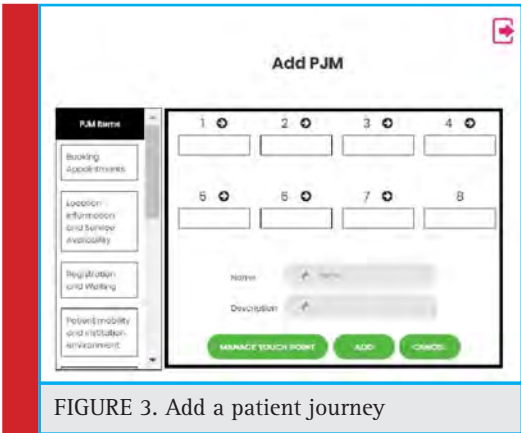 Add PJM
PJM Items
Booking
Appointments
Location
Information
and Service
Availability
Registration
and Waiting
Patient mobility
and institution
environment
1 2 3 4
5 6 7 8
Name
Name
Description
MANAGE TOUCH POINT ADD CANCEL
FIGURE 3. Add a patient journey